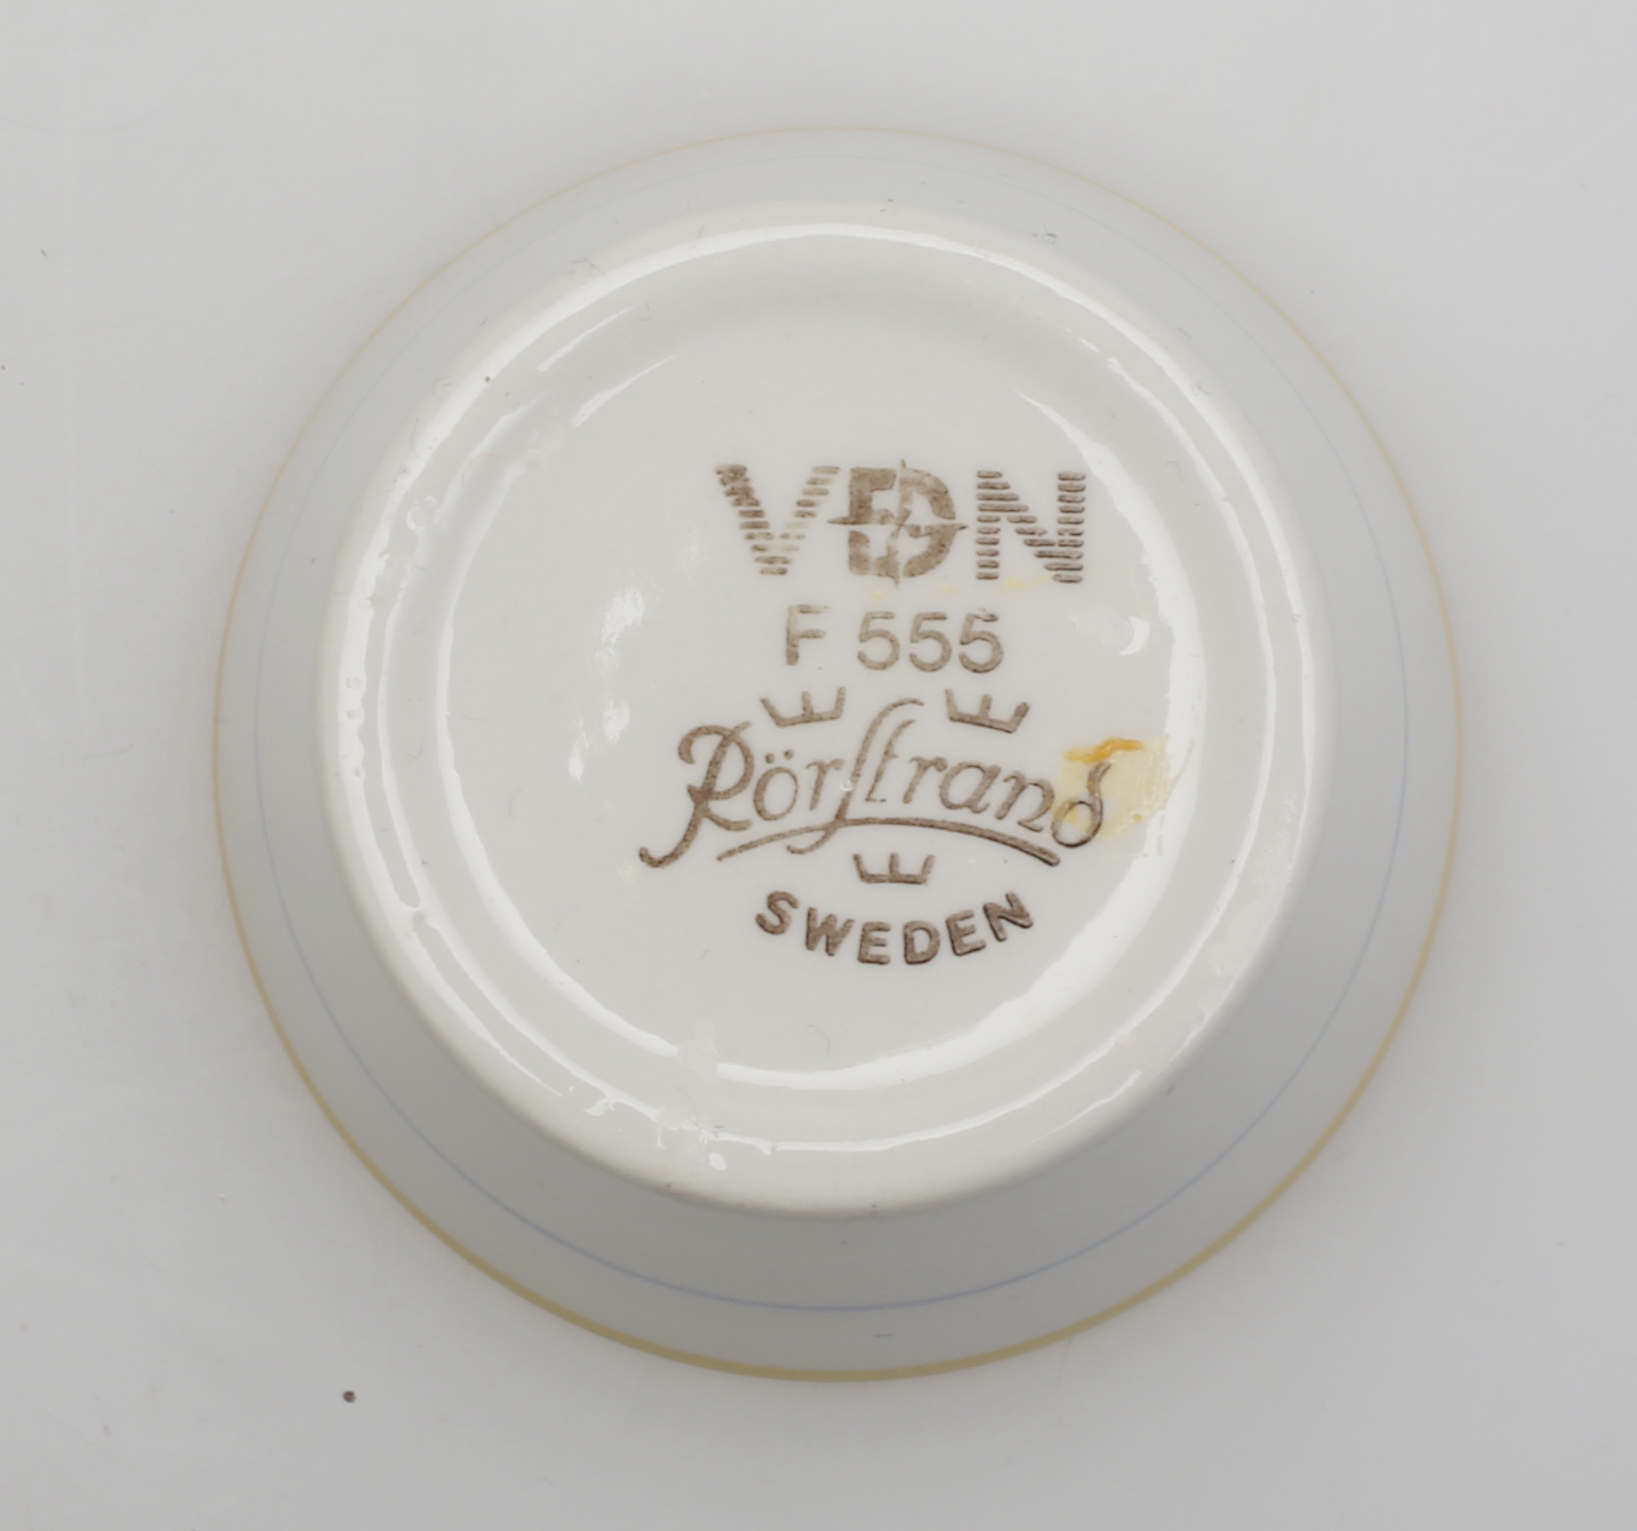 VDN
F 555
Rörstrand
SWEDEN